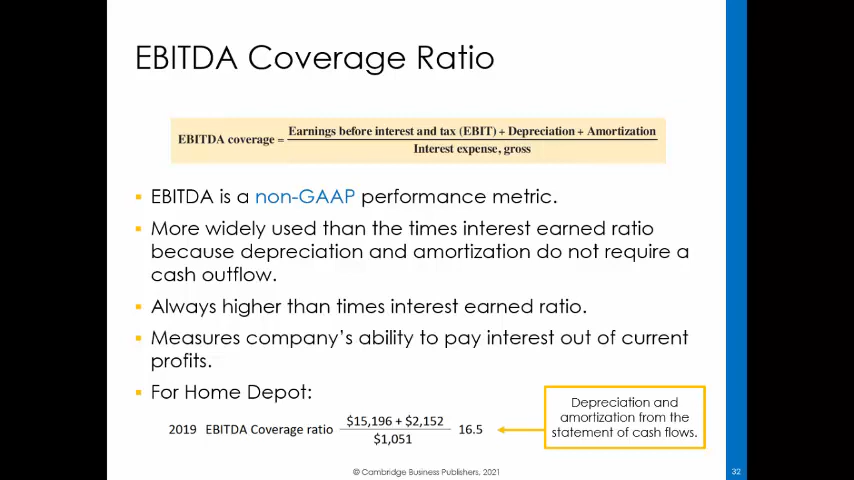 EBITDA Coverage Ratio
EBITDA coverage = Earnings before interest and tax (EBIT) + Depreciation + Amortization
Interest expense, gross
▪ EBITDA is a non-GAAP performance metric.
▪ More widely used than the times interest earned ratio
because depreciation and amortization do not require a
cash outflow.
▪ Always higher than times interest earned ratio.
▪ Measures company’s ability to pay interest out of current
profits.
▪ For Home Depot:
2019 EBITDA Coverage ratio $15,196 + $2,152 16.5
$1,051
Depreciation and
amortization from the
statement of cash flows.
© Cambridge Business Publishers, 2021
32